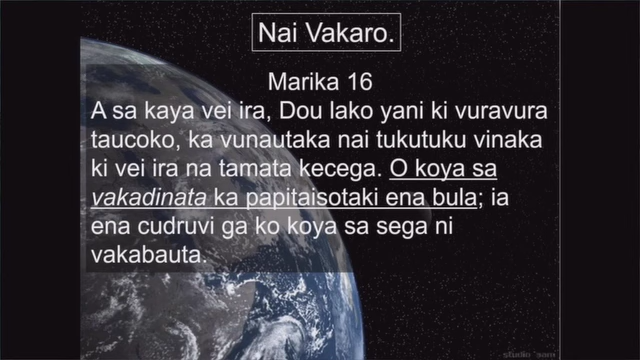 Nai Vakaro.
Marika 16
A sa kaya vei ira, Dou lako yani ki vuravura
taucoko, ka vunautaka nai tukutuku vinaka
ki vei ira na tamata kecega. O koya sa
vakadinata ka papitaisotaki ena bula; ia
ena cudruvi ga ko koya sa sega ni
vakabauta.
studio*sam